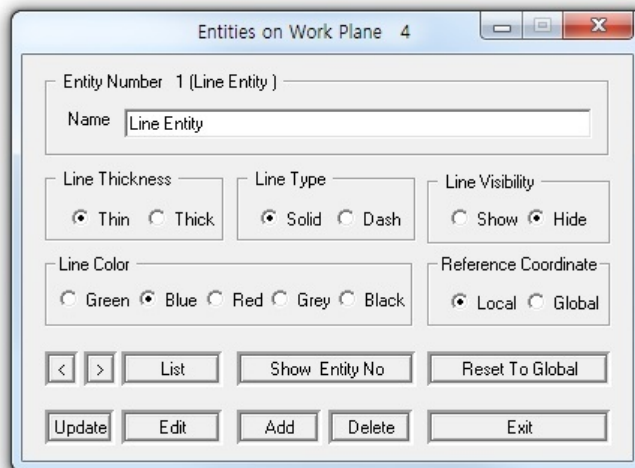 Entities on Work Plane 4
Entity Number 1 (Line Entity )
Name Line Entity
Line Thickness Line Type Line Visibility
Thin Thick Solid Dash Show Hide
Line Color Reference Coordinate
Green Blue Red Grey Black Local Global
< > List Show Entity No Reset To Global
Update Edit Add Delete Exit